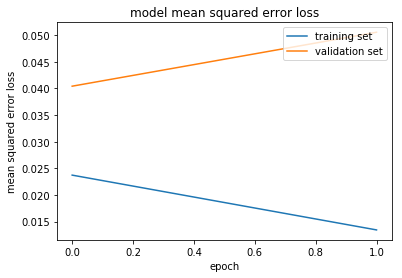 model mean squared error loss
training set
validation set
mean squared error loss
0.050
0.045
0.040
0.035
0.030
0.025
0.020
0.015
0.0 0.2 0.4 0.6 0.8 1.0
epoch